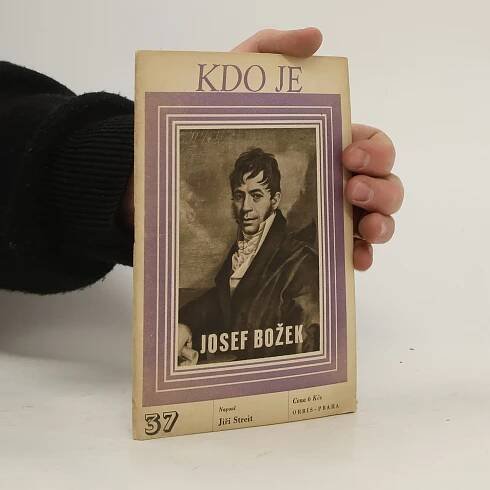 KDO JE
JOSEF BOŽEK
37
Napsal
Jiří Streit
Cena 6 Kčs
ORBIS-PRAHA